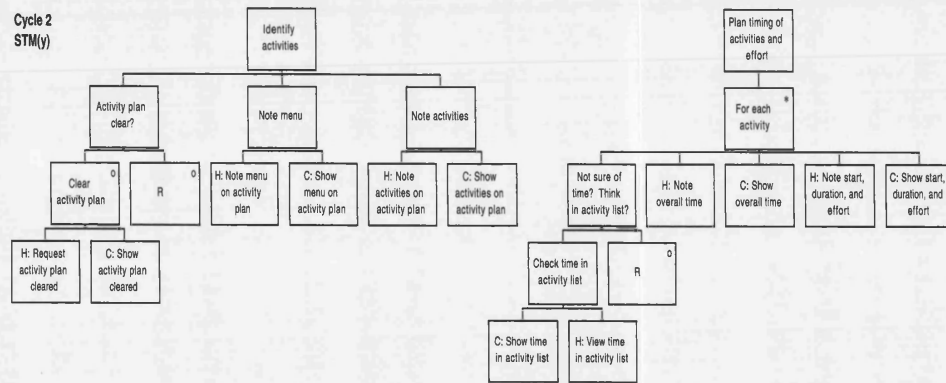 Cycle 2
STM(y)
Identify
activities
Activity plan
clear?
Note menu
Note activities
Clear
activity plan
O
R
O
H: Note menu
on activity
plan
C: Show
menu on
activity plan
H: Note
activities on
activity plan
C: Show
activities on
activity plan
H: Request
activity plan
cleared
C: Show
activity plan
cleared
Plan timing of
activities and
effort
For each
activity
*
Not sure of
time? Think
in activity list?
H: Note
overall time
C: Show
overall time
H: Note start,
duration, and
effort
C: Show start,
duration, and
effort
Check time in
activity list
R
O
C: Show time
in activity list
H: View time
in activity list